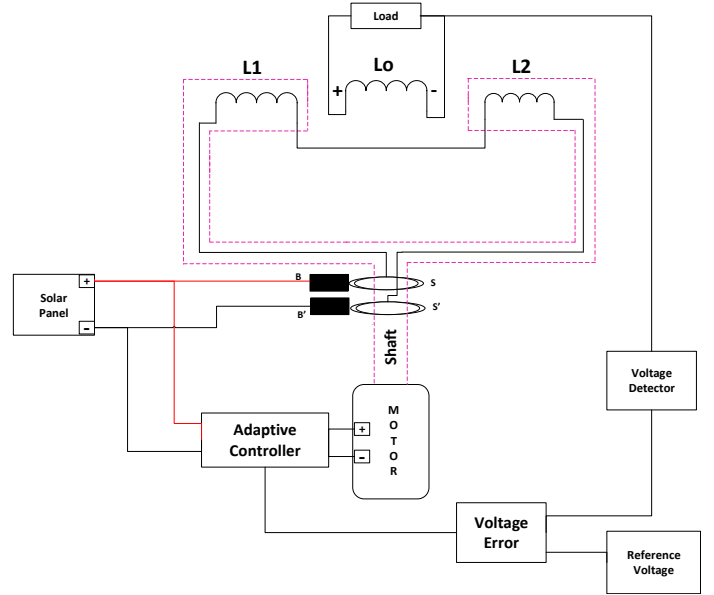 Load
L1
Lo
L2
+
-
B
S
+
Solar
Panel
-
B'
S'
Shaft
Voltage
Detector
M
O
T
O
R
Adaptive
Controller
+
-
Voltage
Error
Reference
Voltage